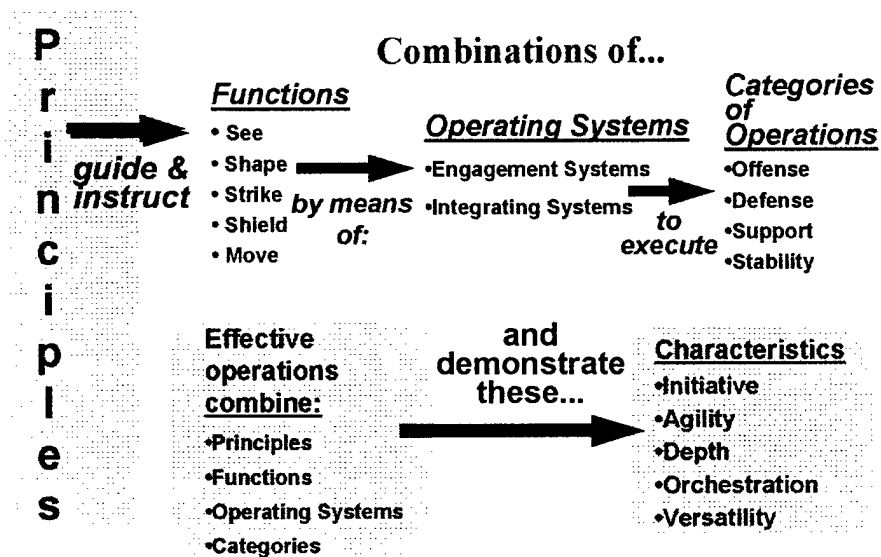 Principles
Combinations of...
guide &
instruct
Functions
• See
• Shape
• Strike
• Shield
• Move
by means
of:
Operating Systems
•Engagement Systems
•Integrating Systems
to
execute
Categories
of
Operations
•Offense
•Defense
•Support
•Stability
Effective
operations
combine:
•Principles
•Functions
•Operating Systems
•Categories
and
demonstrate
these...
Characteristics
•Initiative
•Agility
•Depth
•Orchestration
•Versatility